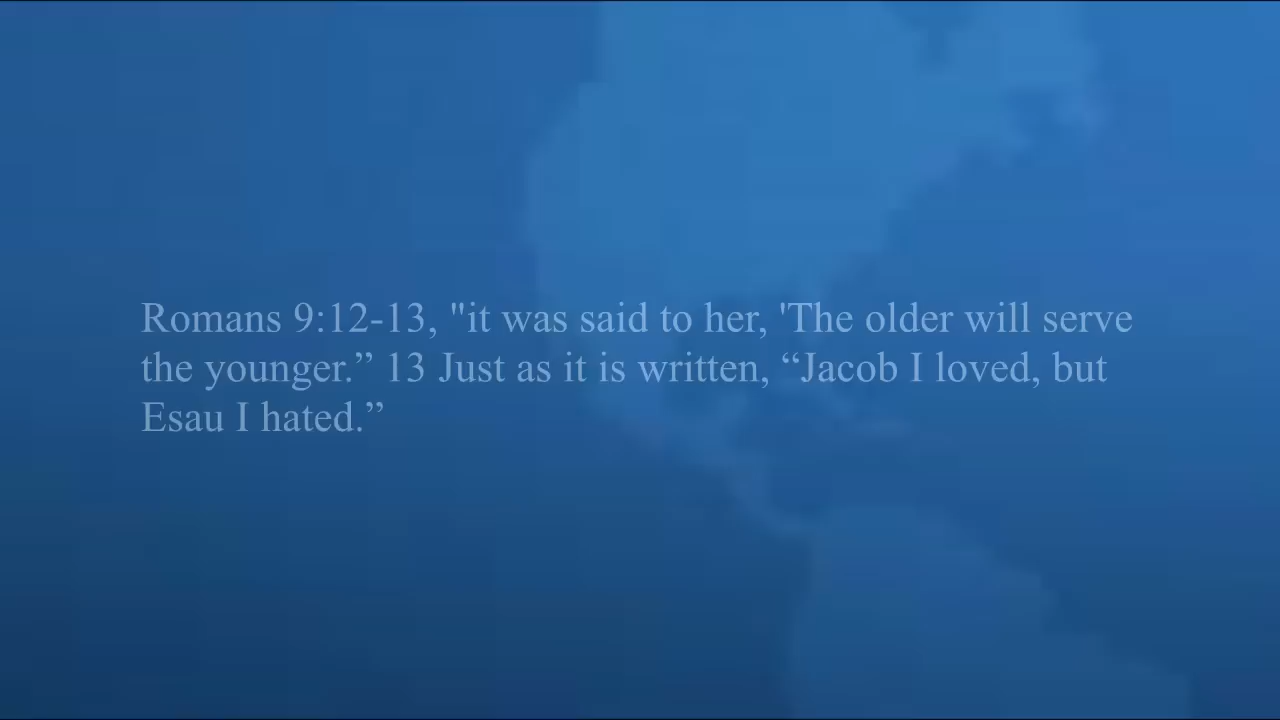 Romans 9:12-13, "it was said to her, 'The older will serve
the younger.” 13 Just as it is written, “Jacob I loved, but
Esau I hated.”